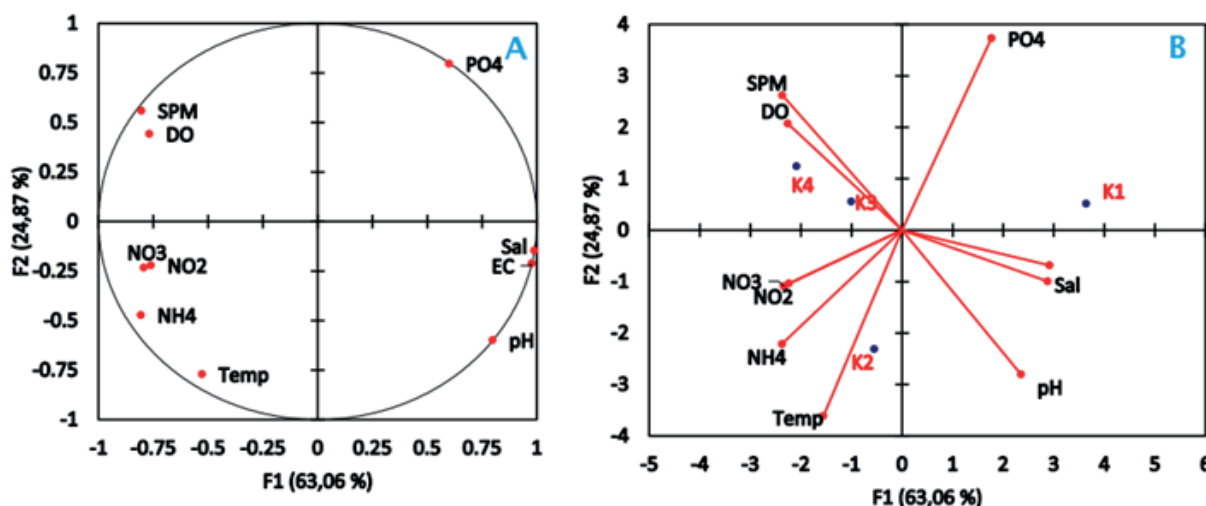 A
1
0.75
0.5
0.25
0
-0.25
-0.5
-0.75
-1
F2 (24,87 %)
PO4
SPM
DO
NO3
NO2
NH4
Temp
Sal
EC
pH
-1 -0.75 -0.5 -0.25 0 0.25 0.5 0.75 1
F1 (63,06 %)
B
4
3
2
1
0
-1
-2
-3
-4
F2 (24,87 %)
PO4
SPM
DO
K4
K3
K1
NO3
NO2
Sal
NH4
K2
pH
Temp
-5 -4 -3 -2 -1 0 1 2 3 4 5 6
F1 (63,06 %)